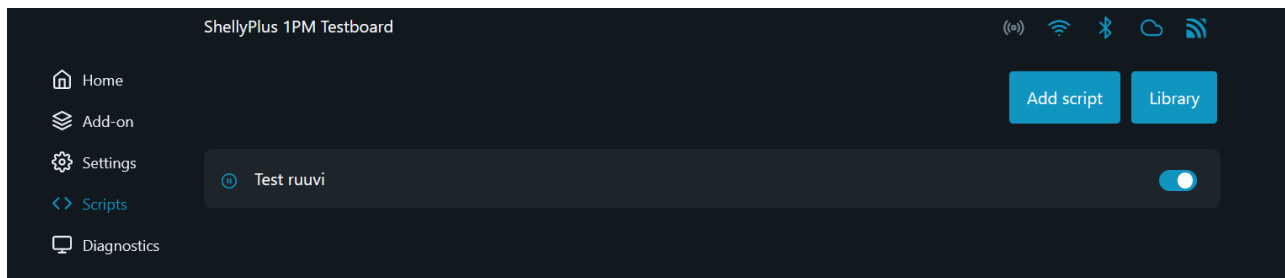 ShellyPlus 1PM Testboard
Home
Add-on
Settings
Scripts
Diagnostics
Add script
Library
Test ruuvi